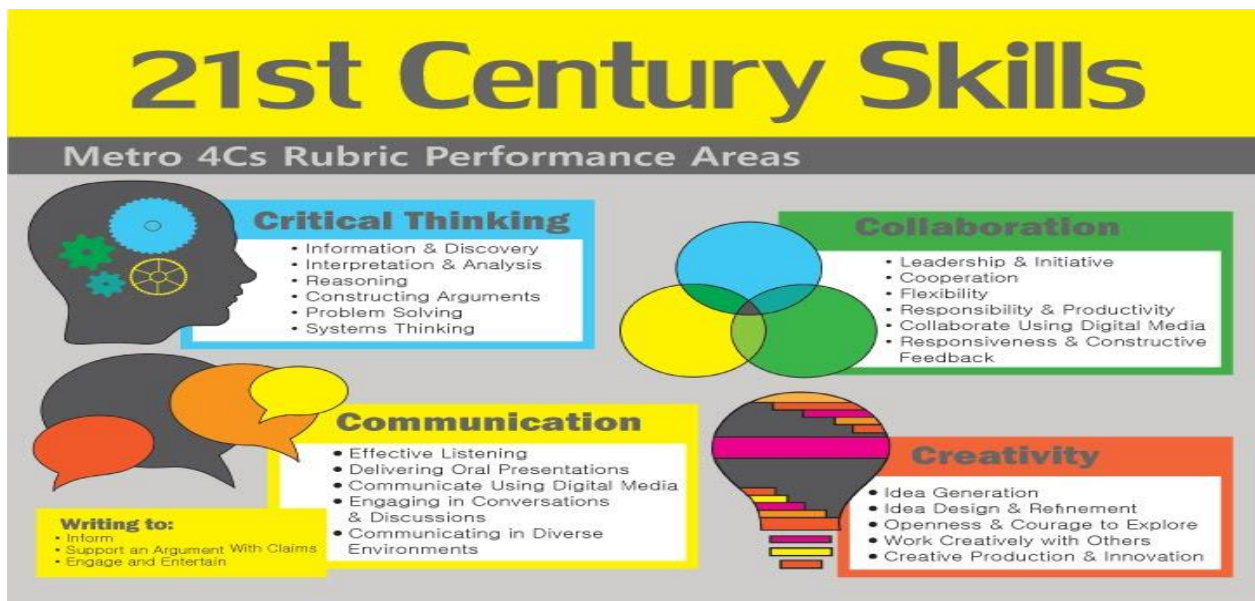 21st Century Skills
Metro 4Cs Rubric Performance Areas
Critical Thinking
• Information & Discovery
• Interpretation & Analysis
• Reasoning
• Constructing Arguments
• Problem Solving
• Systems Thinking
Collaboration
• Leadership & Initiative
• Cooperation
• Flexibility
• Responsibility & Productivity
• Collaborate Using Digital Media
• Responsiveness & Constructive
Feedback
Communication
• Effective Listening
• Delivering Oral Presentations
• Communicate Using Digital Media
• Engaging in Conversations
& Discussions
• Communicating in Diverse
Environments
Writing to:
• Inform
• Support an Argument With Claims
• Engage and Entertain
Creativity
• Idea Generation
• Idea Design & Refinement
• Openness & Courage to Explore
• Work Creatively with Others
• Creative Production & Innovation